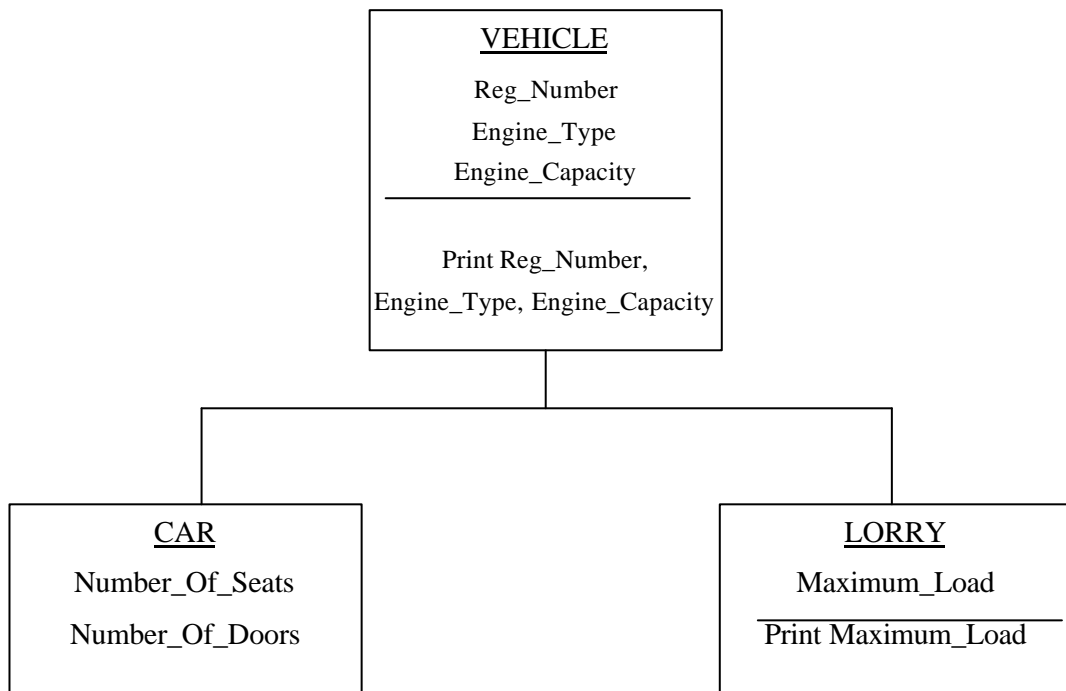 VEHICLE
Reg_Number
Engine_Type
Engine_Capacity
Print Reg_Number,
Engine_Type, Engine_Capacity
CAR
Number_Of_Seats
Number_Of_Doors
LORRY
Maximum_Load
Print Maximum_Load